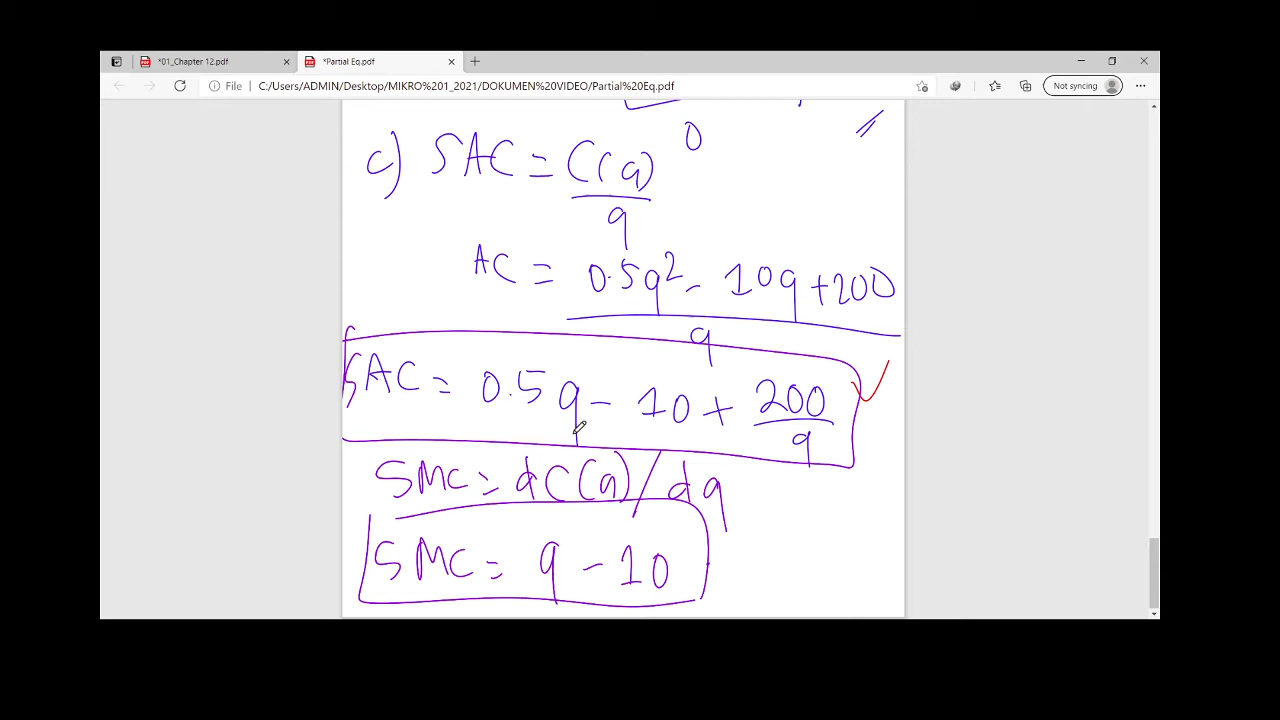 *01_Chapter 12.pdf
*Partial Eq.pdf
File
C:/Users/ADMIN/Desktop/MIKRO%201_2021/DOKUMEN%20VIDEO/Partial%20Eq.pdf
Not syncing
0
c) SAC = C(q)
q
AC = 0.5q² - 10q + 200
q
SAC = 0.5q - 10 + 200
q
SMC = dC(q)/dq
SMC = q - 10